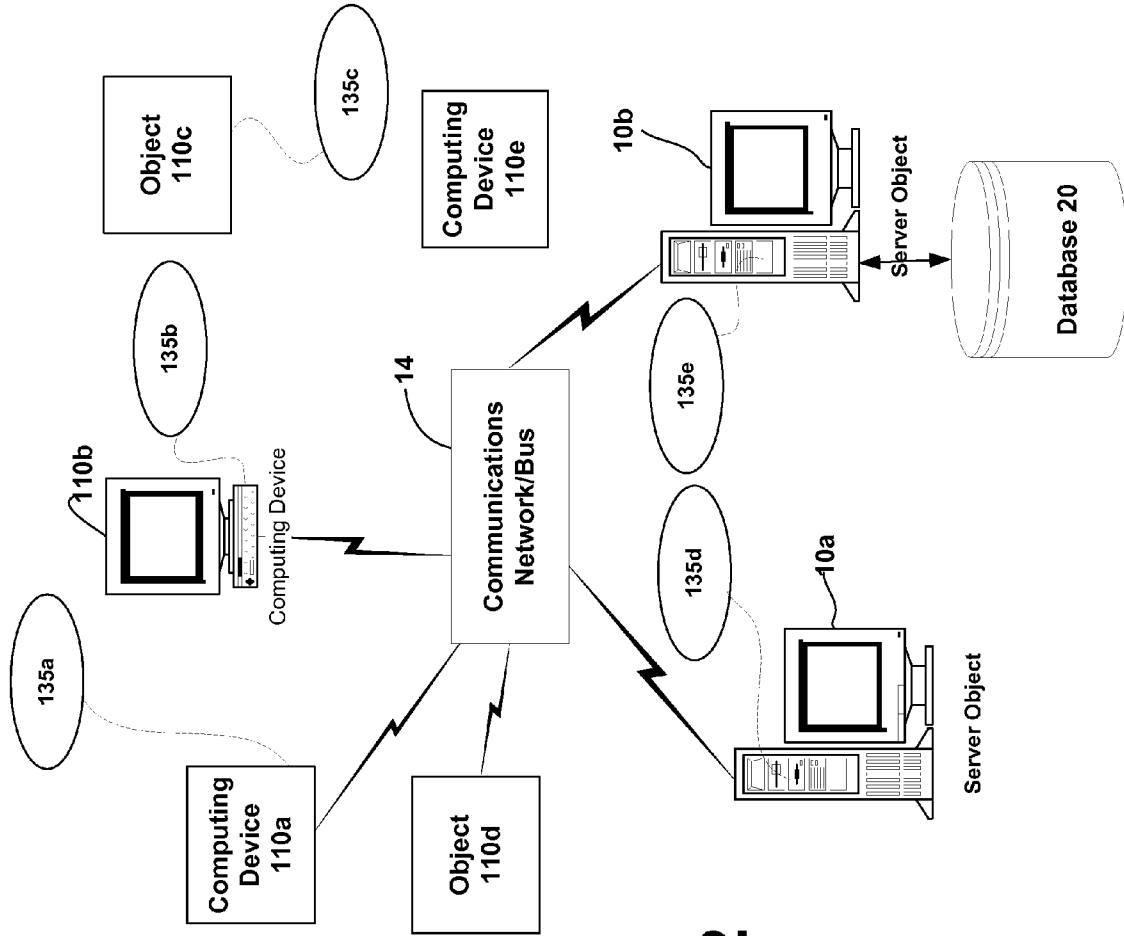 135a
110b
Computing Device
135b
Object
110c
135c
Computing
Device
110a
Object
110d
14
Communications
Network/Bus
Computing
Device
110e
135d
135e
10a
Server Object
10b
Server Object
Database 20